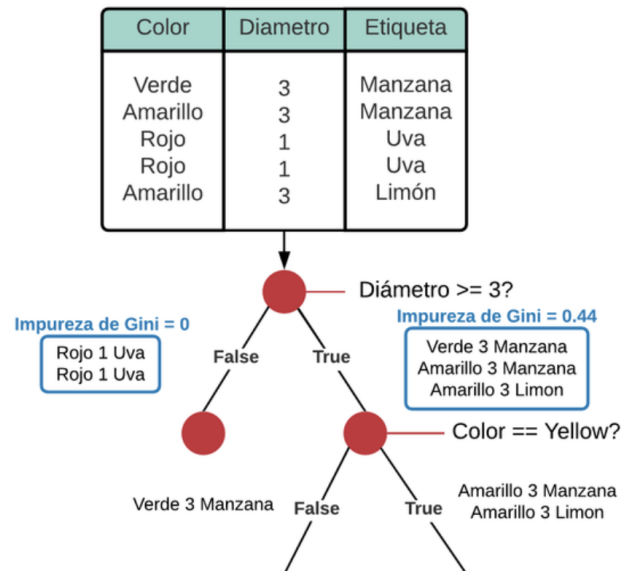 Color Diametro Etiqueta
Verde 3 Manzana
Amarillo 3 Manzana
Rojo 1 Uva
Rojo 1 Uva
Amarillo 3 Limón
Diámetro >= 3?
Impureza de Gini = 0
Rojo 1 Uva
Rojo 1 Uva
False
True
Impureza de Gini = 0.44
Verde 3 Manzana
Amarillo 3 Manzana
Amarillo 3 Limon
Color == Yellow?
Verde 3 Manzana
False
True
Amarillo 3 Manzana
Amarillo 3 Limon